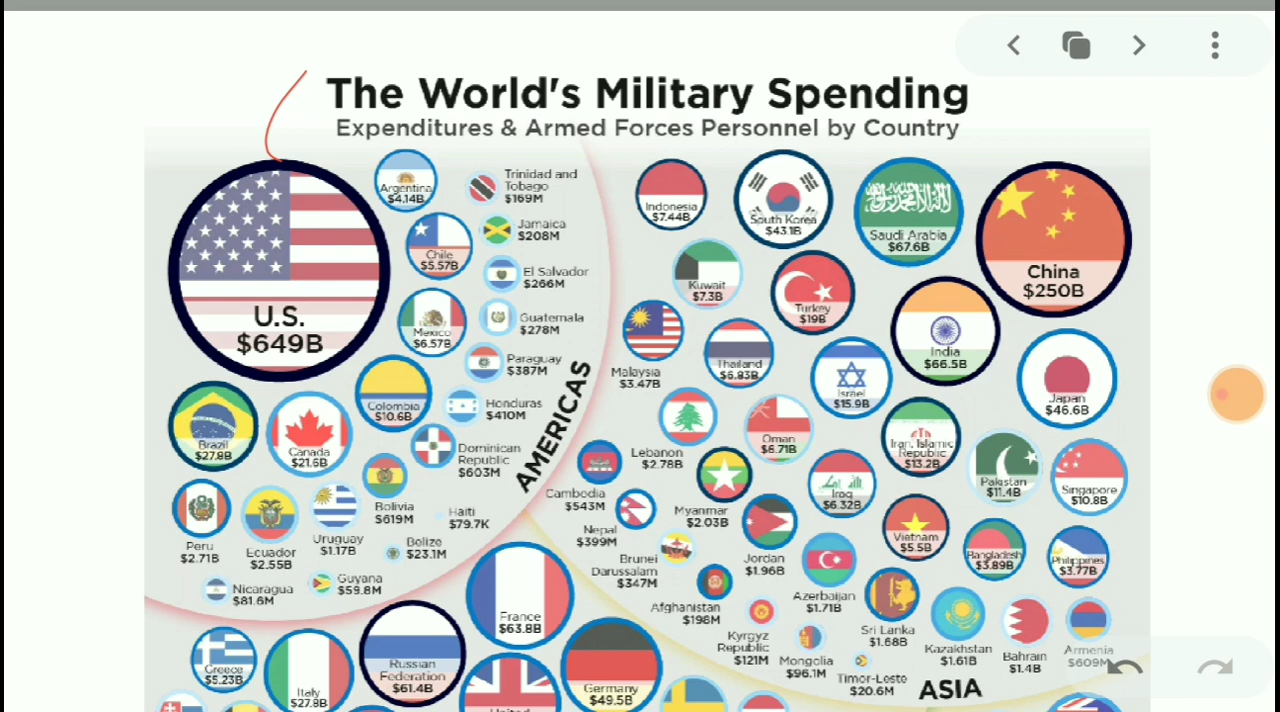 The World's Military Spending
Expenditures & Armed Forces Personnel by Country
U.S.
$649B
Argentina
$4.14B
Trinidad and
Tobago
$169M
Chile
$5.57B
Jamaica
$208M
El Salvador
$266M
Mexico
$6.57B
Guatemala
$278M
Paraguay
$387M
Colombia
$10.6B
Honduras
$410M
Brazil
$27.8B
Canada
$21.6B
Dominican
Republic
$603M
Bolivia
$619M
Haiti
$79.7K
Peru
$2.71B
Ecuador
$2.55B
Uruguay
$1.17B
Belize
$23.1M
Nicaragua
$81.6M
Guyana
$59.8M
AMERICAS
Indonesia
$7.44B
South Korea
$43.1B
Saudi Arabia
$67.6B
China
$250B
Kuwait
$7.3B
Turkey
$19B
India
$66.5B
Malaysia
$3.47B
Thailand
$6.83B
Israel
$15.9B
Japan
$46.6B
Lebanon
$2.78B
Oman
$6.71B
Iran, Islamic
Republic
$13.2B
Pakistan
$11.4B
Singapore
$10.8B
Cambodia
$543M
Myanmar
$2.03B
Iraq
$6.32B
Nepal
$399M
Jordan
$1.96B
Vietnam
$5.5B
Bangladesh
$3.89B
Philippines
$3.77B
Brunei
Darussalam
$347M
Afghanistan
$198M
Azerbaijan
$1.71B
Sri Lanka
$1.68B
Kazakhstan
$1.61B
Bahrain
$1.4B
Armenia
$609M
Kyrgyz
Republic
$121M
Mongolia
$96.1M
Timor-Leste
$20.6M
ASIA
France
$63.8B
Greece
$5.23B
Italy
$27.8B
Russian
Federation
$61.4B
United
Germany
$49.5B